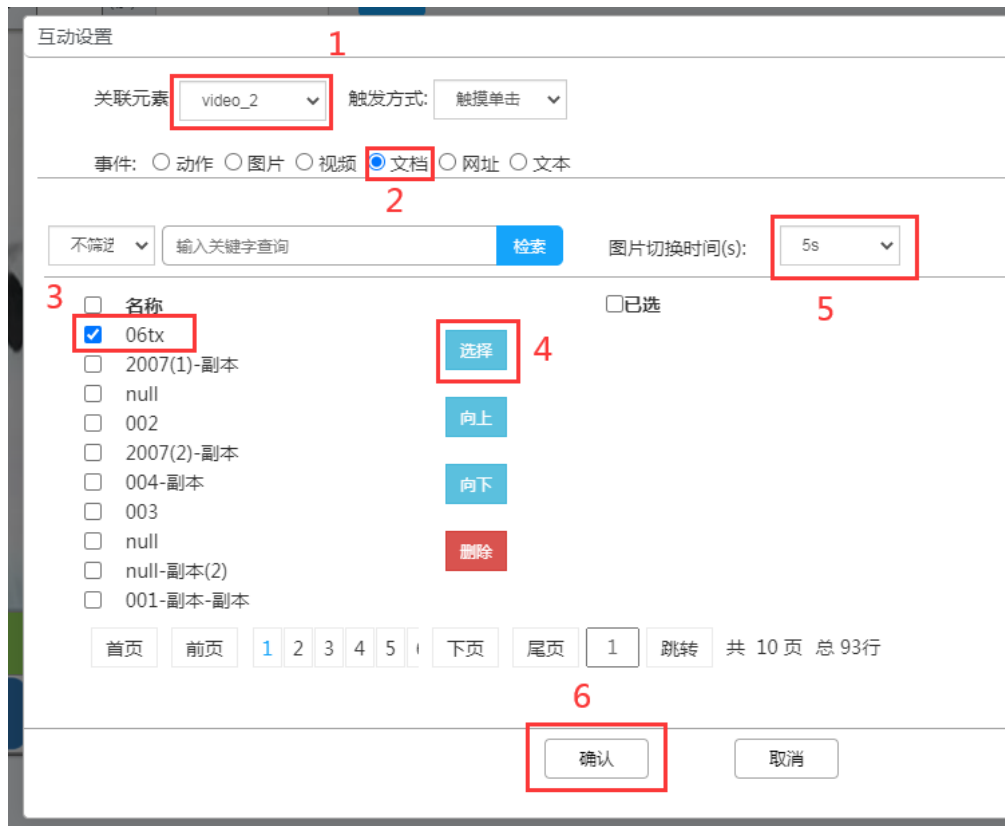 互动设置
1
关联元素 video_2 触发方式: 触摸单击
事件: 动作 图片 视频 文档 网址 文本
2
输入关键字查询 检索 图片切换时间(s): 5s
3 名称 已选 5
06tx
选择 4
2007(1)-副本
null
向上
002
2007(2)-副本
004-副本
向下
003
null
删除
null-副本(2)
001-副本-副本
首页 前页 1 2 3 4 5 下页 尾页 1 跳转 共 10 页 总 93行
6
确认 取消